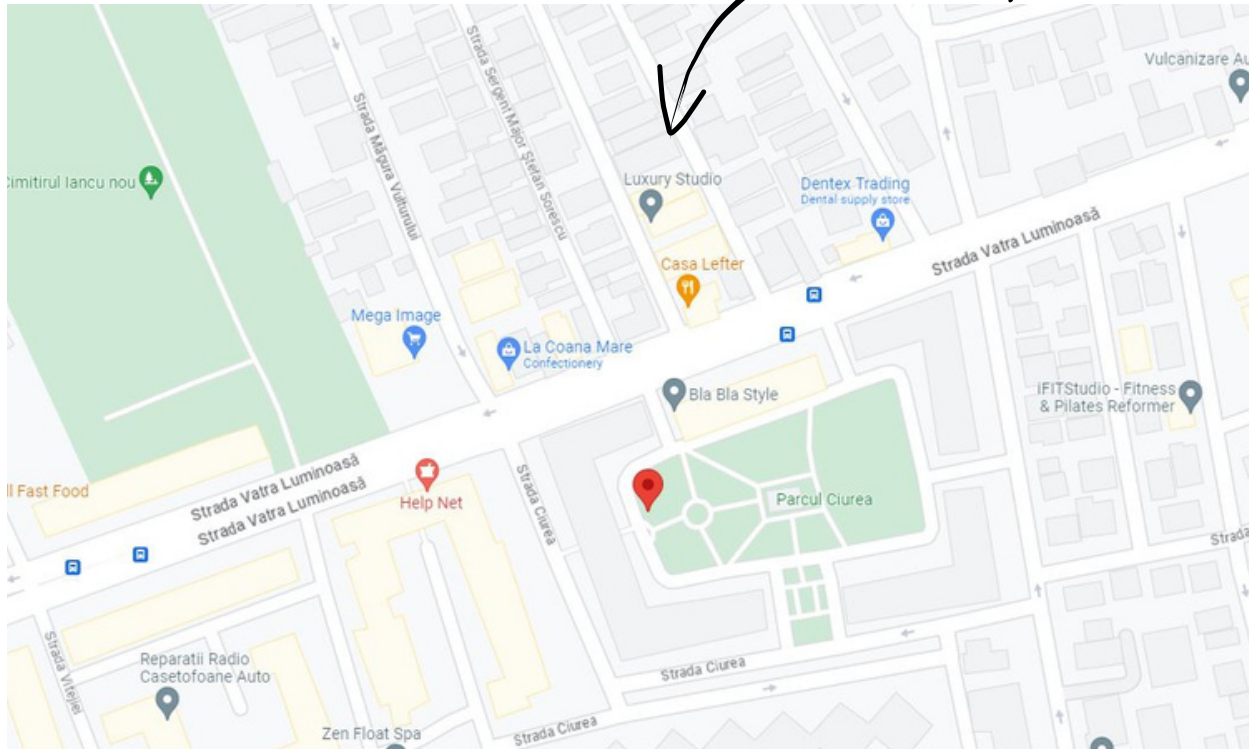 Vulcanizare Au
Strada Măgura Vulturului
Strada Sergent Major Ștefan Șorescu
Cimitirul Iancu nou
Luxury Studio
Dentex Trading
Dental supply store
Strada Vatra Luminoasă
Casa Lefter
Mega Image
La Coana Mare
Confectionery
Bla Bla Style
IFITStudio - Fitness
& Pilates Reformer
ll Fast Food
Strada Vatra Luminoasă
Strada Vatra Luminoasă
Help Net
Strada Ciurea
Parcul Ciurea
Strada
Strada Vitejiei
Reparatii Radio
Casetofoane Auto
Strada Ciurea
Zen Float Spa
Strada Ciurea